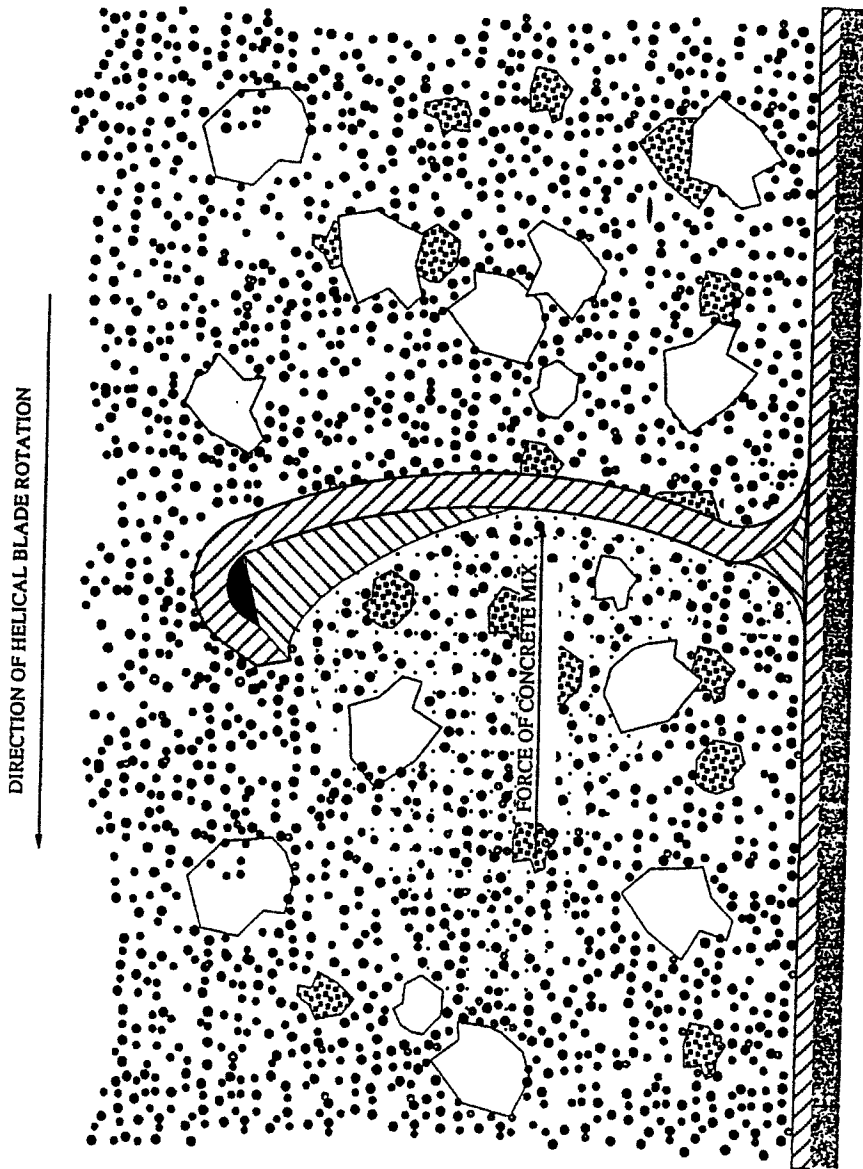 DIRECTION OF HELICAL BLADE ROTATION
FORCE OF CONCRETE MIX